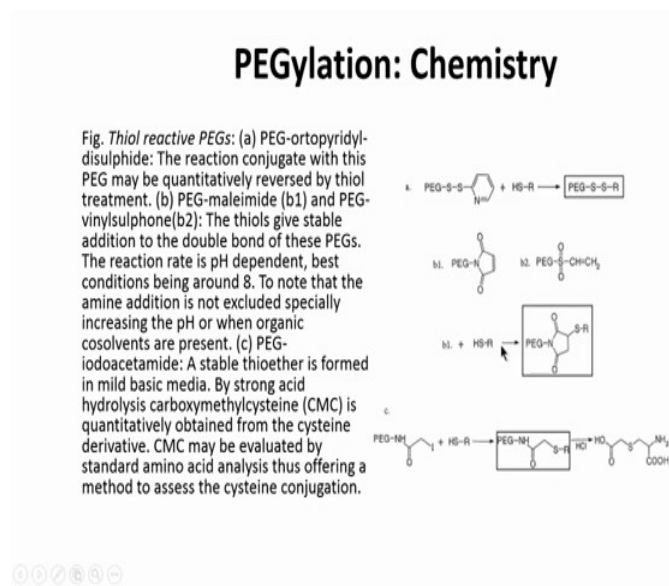 PEGylation: Chemistry
Fig. Thiol reactive PEGs: (a) PEG-ortopyridyl-
disulphide: The reaction conjugate with this
PEG may be quantitatively reversed by thiol
treatment. (b) PEG-maleimide (b1) and PEG-
vinylsulphone(b2): The thiols give stable
addition to the double bond of these PEGs.
The reaction rate is pH dependent, best
conditions being around 8. To note that the
amine addition is not excluded specially
increasing the pH or when organic
cosolvents are present. (c) PEG-
iodoacetamide: A stable thioether is formed
in mild basic media. By strong acid
hydrolysis carboxymethylcysteine (CMC) is
quantitatively obtained from the cysteine
derivative. CMC may be evaluated by
standard amino acid analysis thus offering a
method to assess the cysteine conjugation.
a. PEG-S-S- N + HS-R PEG-S-S-R
O O
b1. PEG-N b2. PEG-S-CH=CH2
O O
O S-R
b1. + HS-R PEG-N
O
c.
PEG-NH I + HS-R PEG-NH S-R HCl HO S NH2
O O O COOH